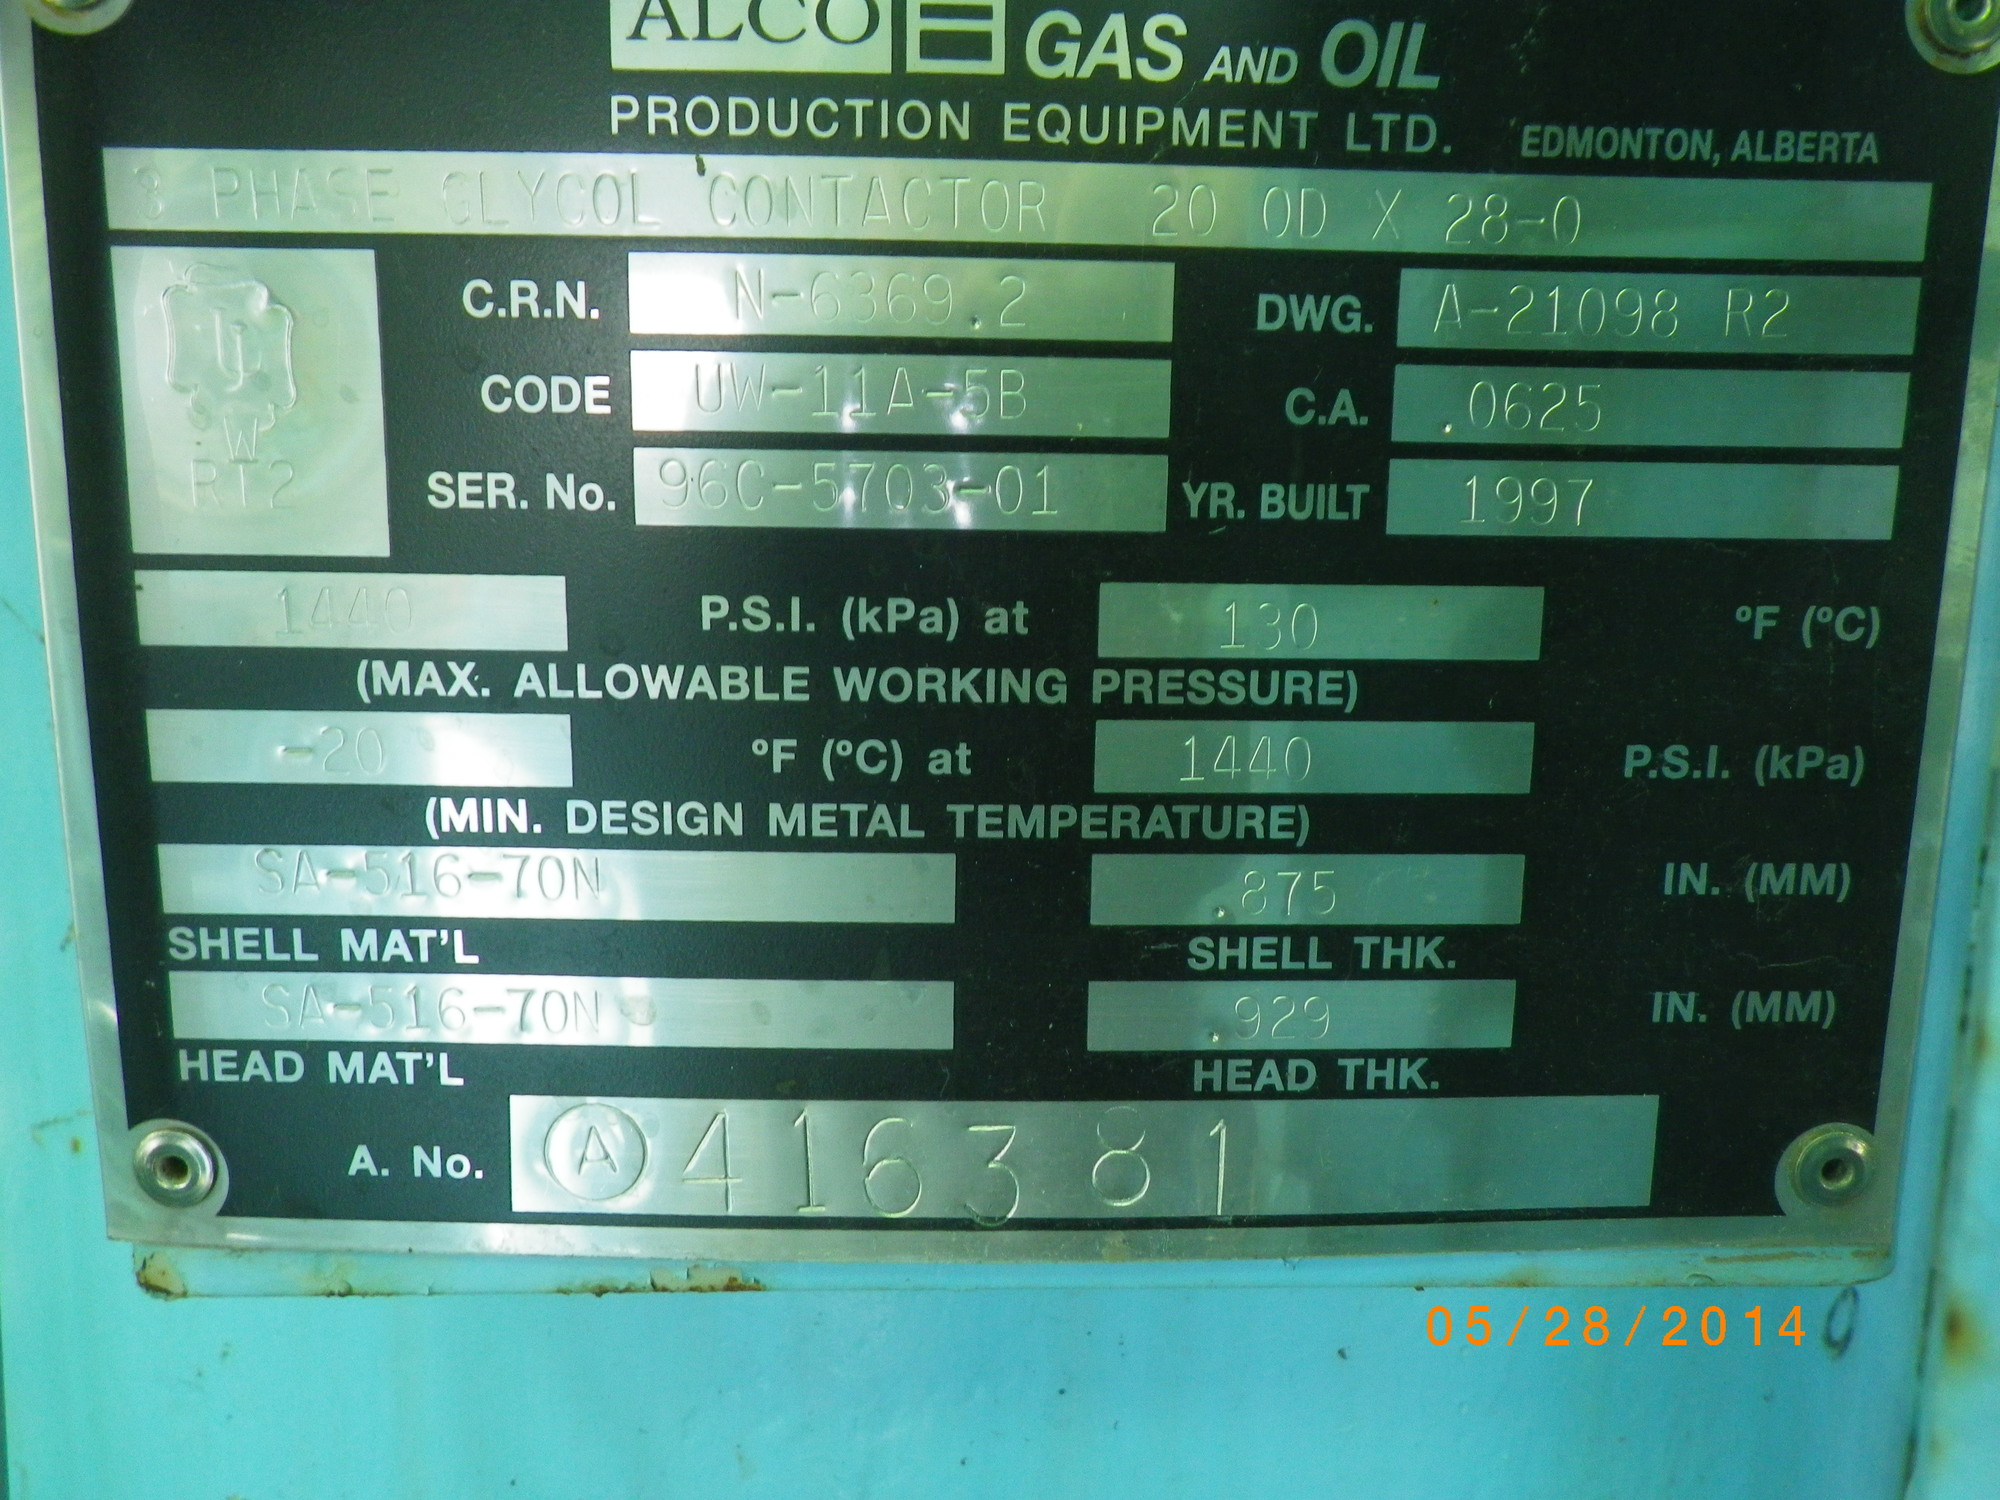 ALCO GAS AND OIL
PRODUCTION EQUIPMENT LTD. EDMONTON, ALBERTA
3 PHASE GLYCOL CONTACTOR 20 OD X 28-0
U
W
RT2
C.R.N. N-6369.2 DWG. A-21098 R2
CODE UW-11A-5B C.A. .0625
SER. No. 96C-5703-01 YR. BUILT 1997
1440 P.S.I. (kPa) at 130 ºF (ºC)
(MAX. ALLOWABLE WORKING PRESSURE)
-20 ºF (ºC) at 1440 P.S.I. (kPa)
(MIN. DESIGN METAL TEMPERATURE)
SA-516-70N .875 IN. (MM)
SHELL MAT'L SHELL THK.
SA-516-70N .929 IN. (MM)
HEAD MAT'L HEAD THK.
A. No. A 416381
05/28/2014